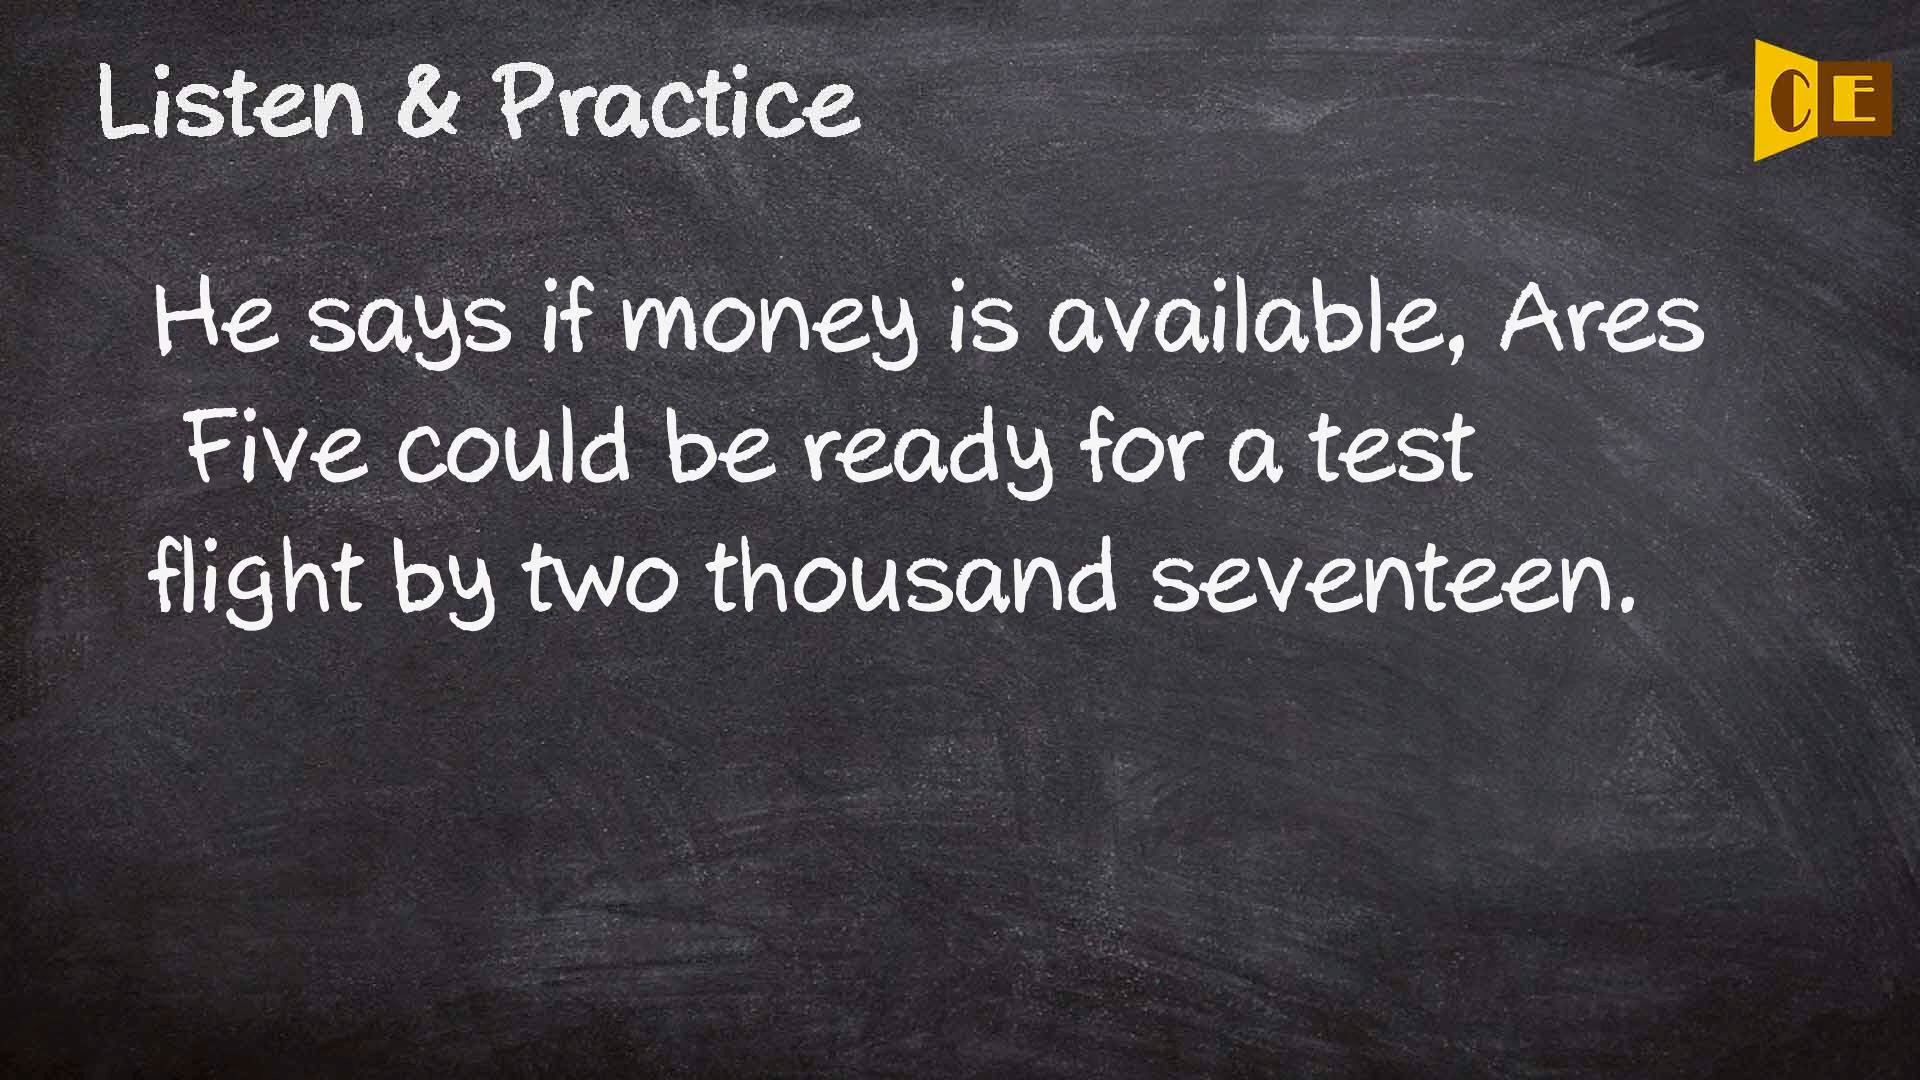 Listen & Practice
CE
He says if money is available, Ares
Five could be ready for a test
flight by two thousand seventeen.